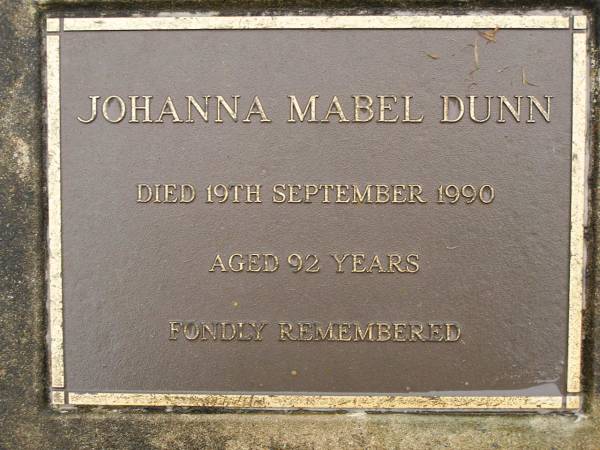 JOHANNA MABEL DUNN
DIED 19TH SEPTEMBER 1990
AGED 92 YEARS
FONDLY REMEMBERED